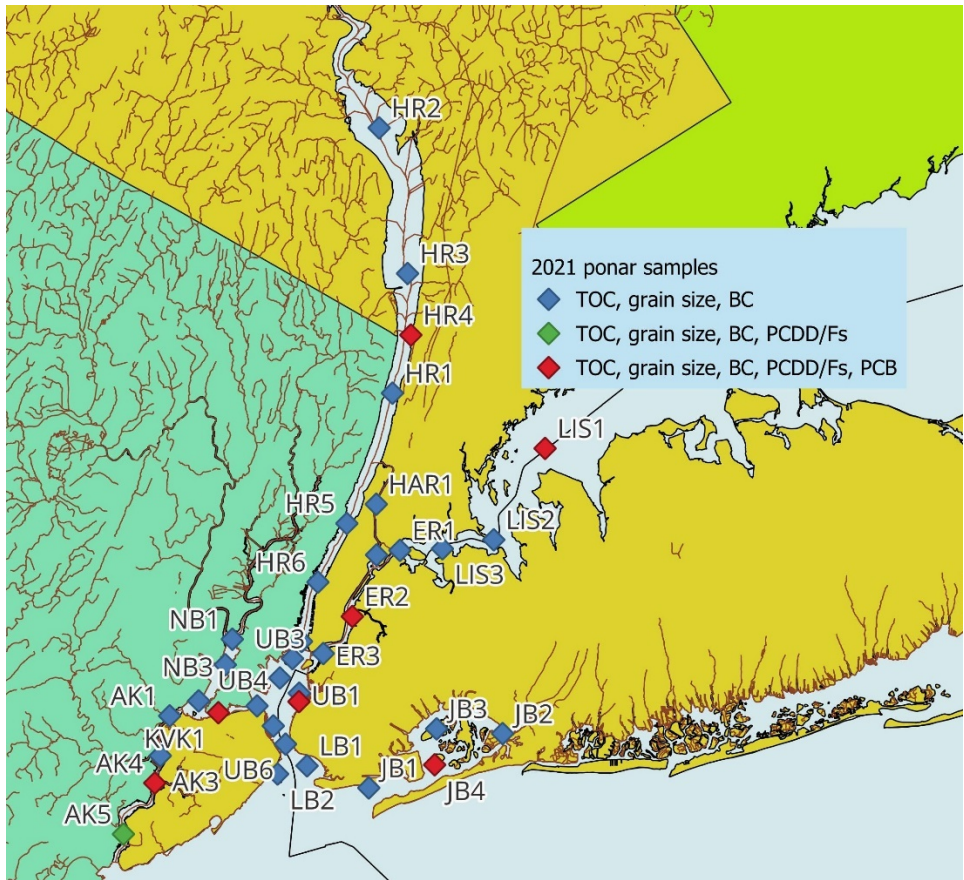 HR2
HR3
2021 ponar samples
TOC, grain size, BC
TOC, grain size, BC, PCDD/Fs
TOC, grain size, BC, PCDD/Fs, PCB
HR4
HR1
LIS1
HAR1
HR5
ER1
LIS2
LIS3
HR6
ER2
NB1
UB3
ER3
NB3
UB4
UB1
AK1
JB3
JB2
KVK1
LB1
AK4
AK3
UB6
JB1
JB4
LB2
AK5